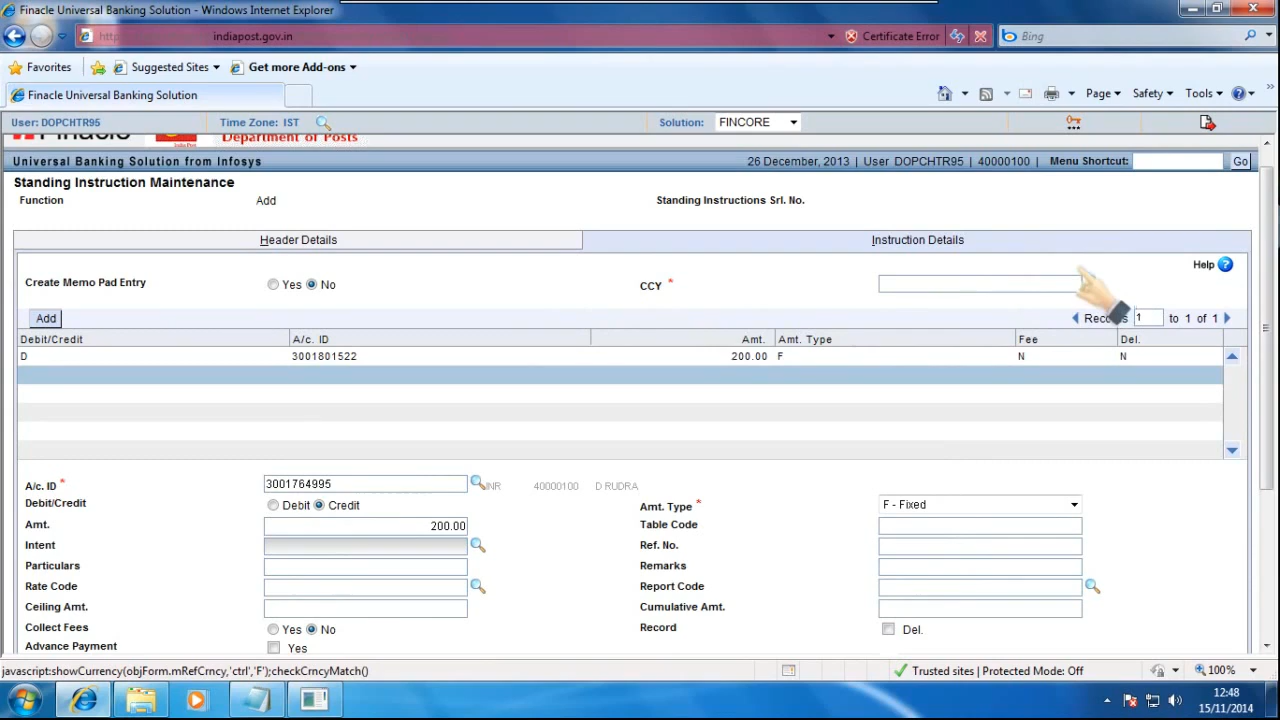 Finacle Universal Banking Solution - Windows Internet Explorer
indiapost.gov.in
Certificate Error
Bing
Favorites
Suggested Sites
Get more Add-ons
Finacle Universal Banking Solution
Page
Safety
Tools
User: DOPCHTR95
Time Zone: IST
Solution:
FINCORE
Finacle
Department of Posts
Universal Banking Solution from Infosys
26 December, 2013 | User DOPCHTR95 | 40000100 | Menu Shortcut:
Go
Standing Instruction Maintenance
Function
Add
Standing Instructions Srl. No.
Header Details
Instruction Details
Help
Create Memo Pad Entry
Yes
No
CCY *
Add
1 to 1 of 1
Debit/Credit A/c. ID Amt. Amt. Type Fee Del.
D 3001801522 200.00 F N N
A/c. ID * 3001764995 INR 40000100 D RUDRA
Debit/Credit Debit Credit Amt. Type * F - Fixed
Amt. 200.00 Table Code
Intent Ref. No.
Particulars Remarks
Rate Code Report Code
Ceiling Amt. Cumulative Amt.
Collect Fees Yes No Record Del.
Advance Payment Yes
javascript:showCurrency(objForm.mRefCrncy,'ctrl','F');checkCrncyMatch()
Trusted sites | Protected Mode: Off
100%
12:48
15/11/2014